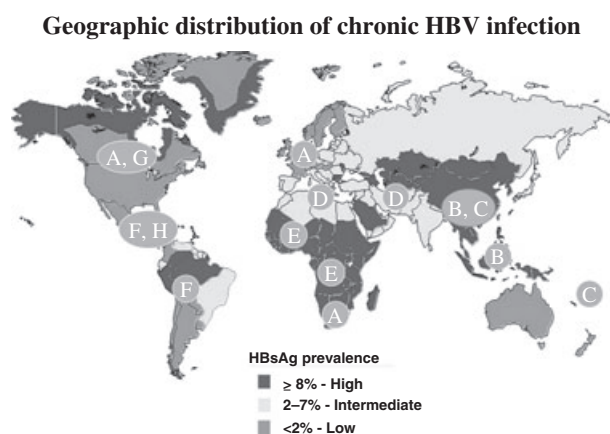 Geographic distribution of chronic HBV infection
A, G
A
D
D
B, C
F, H
E
B
E
F
C
A
HBsAg prevalence
≥ 8% - High
2–7% - Intermediate
<2% - Low